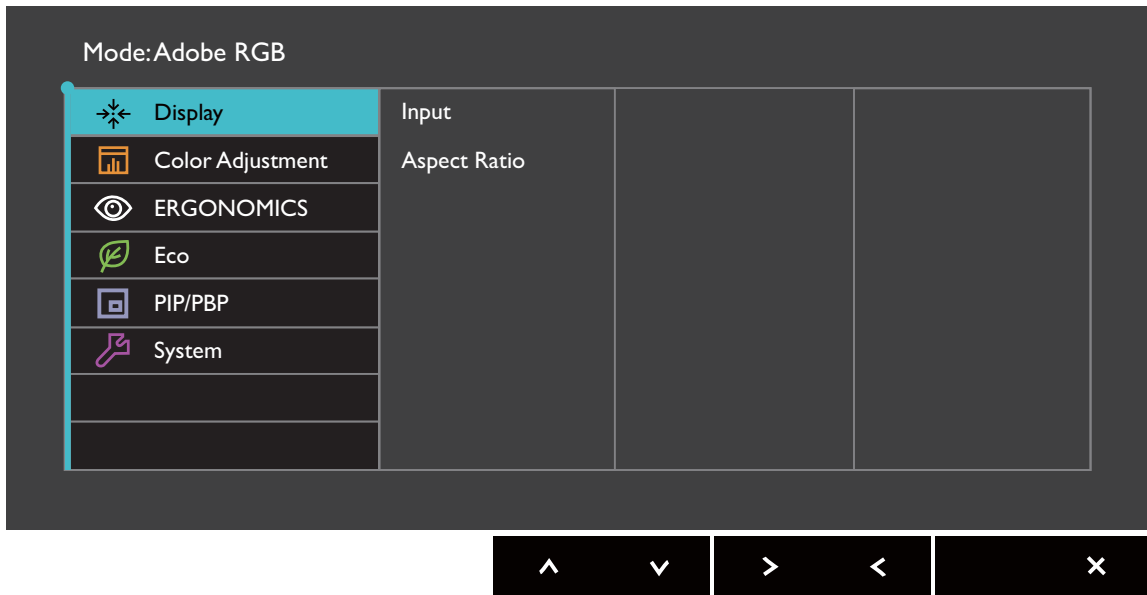 Mode: Adobe RGB
Display
Input
Color Adjustment
Aspect Ratio
ERGONOMICS
Eco
PIP/PBP
System